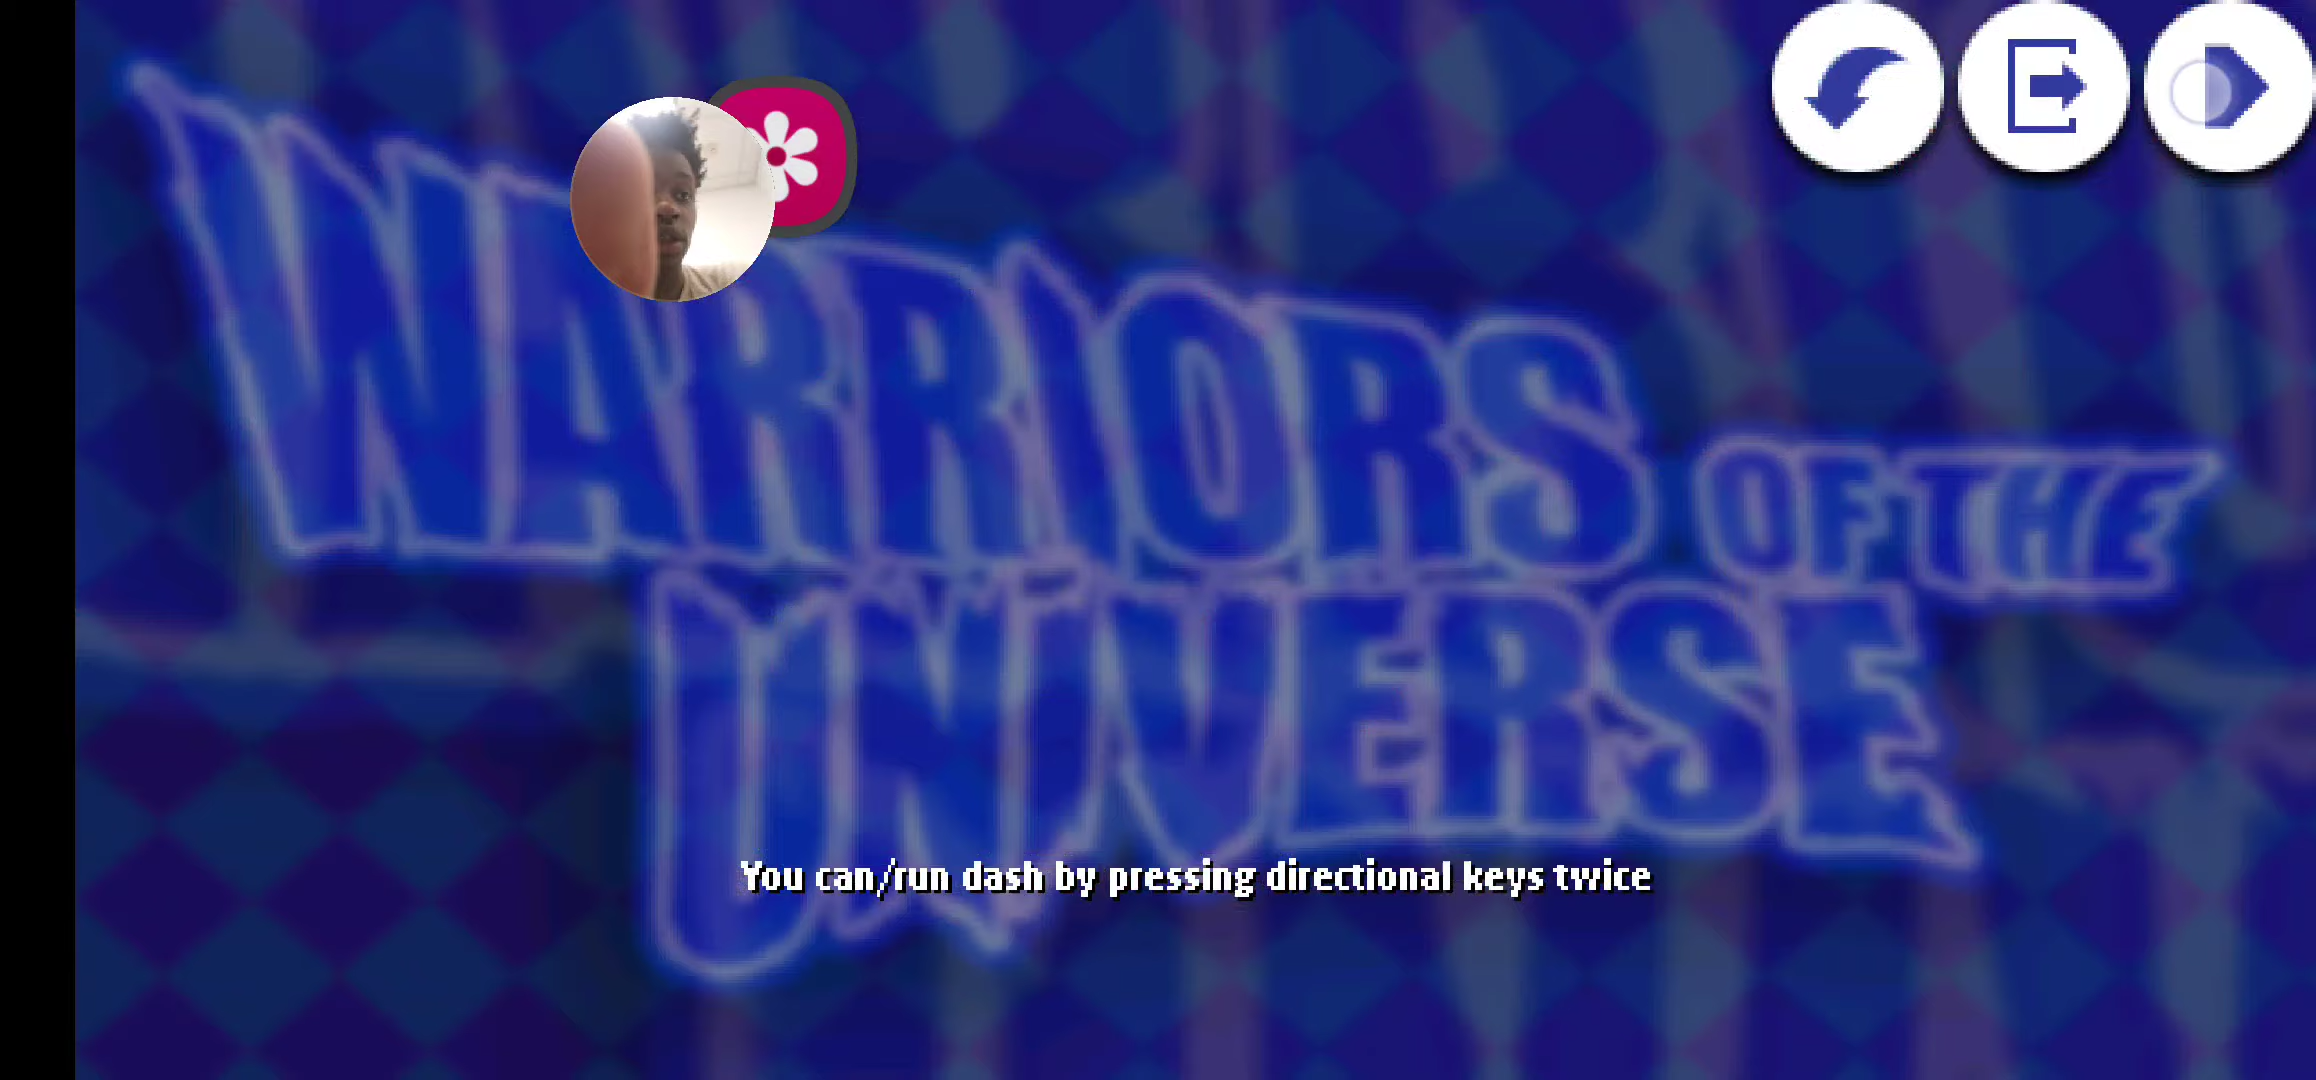 WARRIORS OF THE
UNIVERSE
You can/run dash by pressing directional keys twice